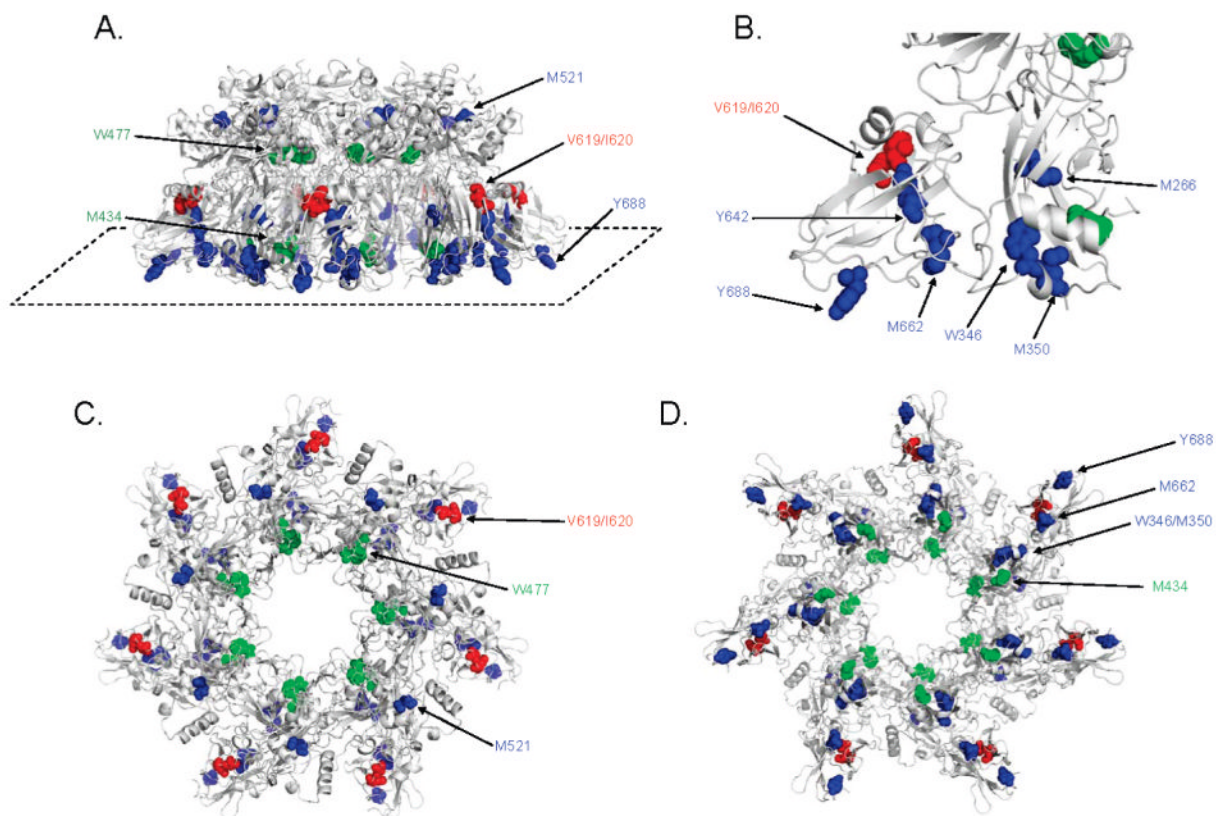 A.
M521
W477
V619/I620
M434
Y688
B.
V619/I620
M266
Y642
Y688
M662
W346
M350
C.
V619/I620
W477
M521
D.
Y688
M662
W346/M350
M434